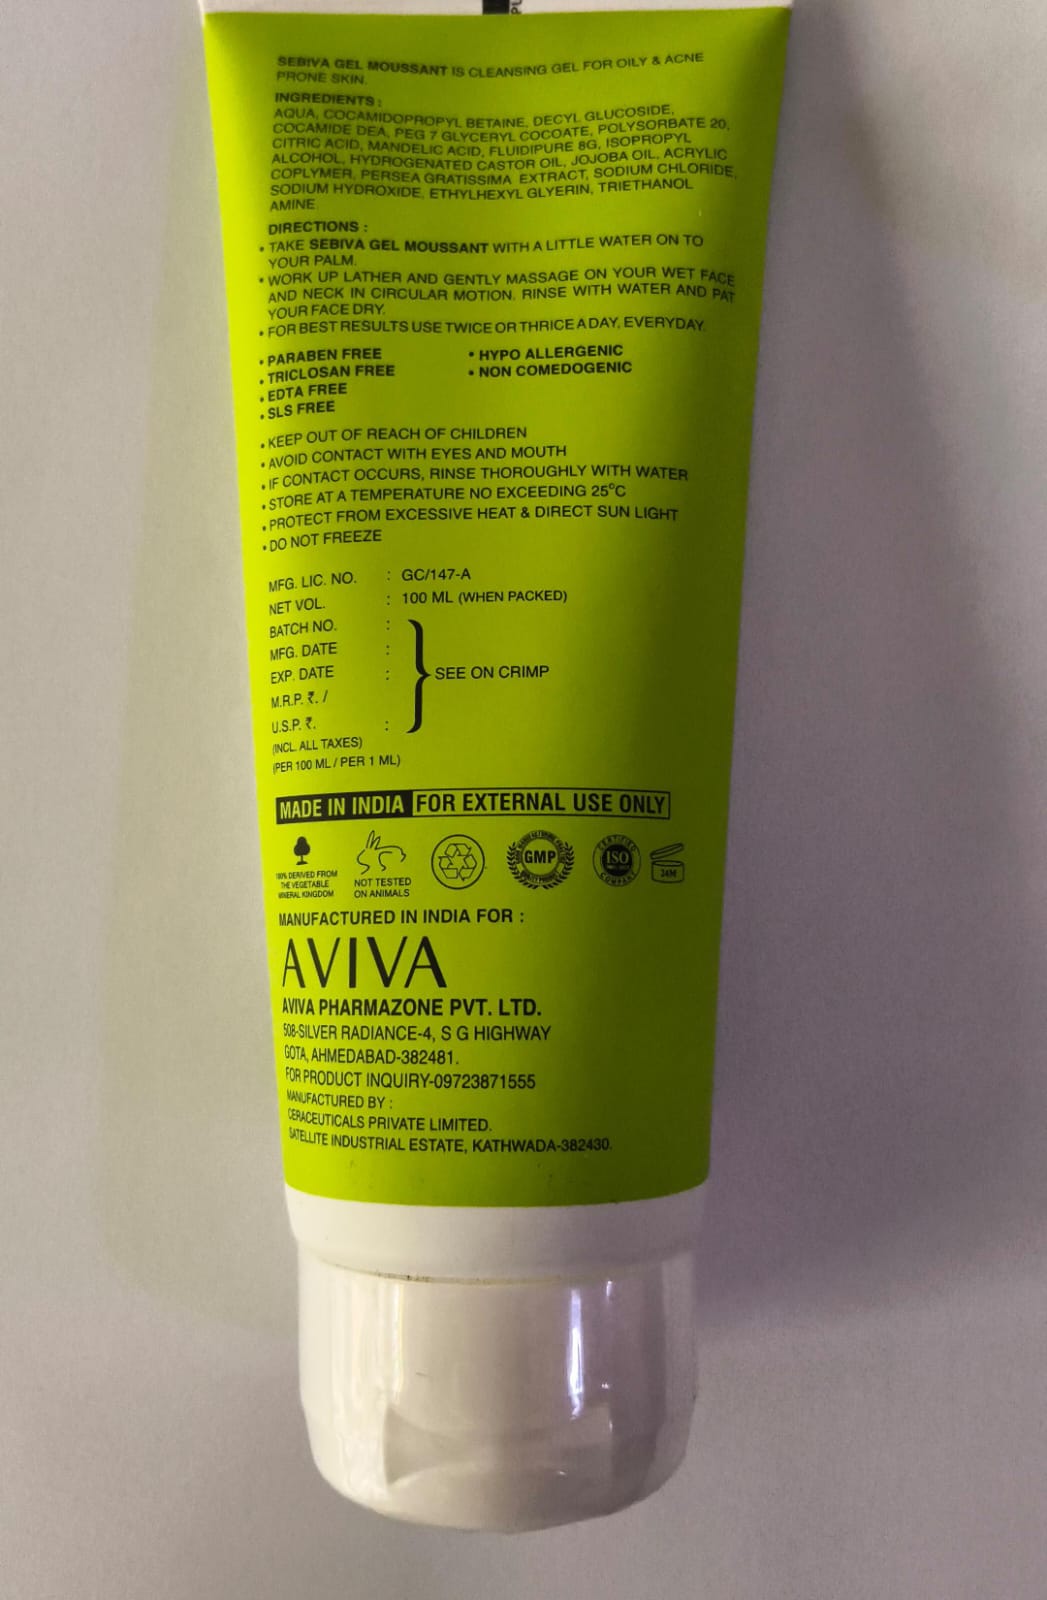 SEBIVA GEL MOUSSANT IS CLEANSING GEL FOR OILY & ACNE
PRONE SKIN.
INGREDIENTS :
AQUA, COCAMIDOPROPYL BETAINE, DECYL GLUCOSIDE,
COCAMIDE DEA, PEG 7 GLYCERYL COCOATE, POLYSORBATE 20,
CITRIC ACID, MANDELIC ACID, FLUIDIPURE 8G, ISOPROPYL
ALCOHOL, HYDROGENATED CASTOR OIL, JOJOBA OIL, ACRYLIC
COPLYMER, PERSEA GRATISSIMA EXTRACT, SODIUM CHLORIDE,
SODIUM HYDROXIDE, ETHYLHEXYL GLYERIN, TRIETHANOL
AMINE.
DIRECTIONS :
• TAKE SEBIVA GEL MOUSSANT WITH A LITTLE WATER ON TO
YOUR PALM.
• WORK UP LATHER AND GENTLY MASSAGE ON YOUR WET FACE
AND NECK IN CIRCULAR MOTION. RINSE WITH WATER AND PAT
YOUR FACE DRY.
• FOR BEST RESULTS USE TWICE OR THRICE A DAY, EVERYDAY.
• PARABEN FREE • HYPO ALLERGENIC
• TRICLOSAN FREE • NON COMEDOGENIC
• EDTA FREE
• SLS FREE
• KEEP OUT OF REACH OF CHILDREN
• AVOID CONTACT WITH EYES AND MOUTH
• IF CONTACT OCCURS, RINSE THOROUGHLY WITH WATER
• STORE AT A TEMPERATURE NO EXCEEDING 25°C
• PROTECT FROM EXCESSIVE HEAT & DIRECT SUN LIGHT
• DO NOT FREEZE
MFG. LIC. NO. : GC/147-A
NET VOL. : 100 ML (WHEN PACKED)
BATCH NO. :
MFG. DATE :
EXP. DATE : SEE ON CRIMP
M.R.P. ₹. /
U.S.P. ₹. :
(INCL. ALL TAXES)
(PER 100 ML / PER 1 ML)
MADE IN INDIA FOR EXTERNAL USE ONLY
100% DERIVED FROM
THE VEGETABLE
MINERAL KINGDOM
NOT TESTED
ON ANIMALS
GMP
CERTIFIED
ISO
COMPANY
24M
MANUFACTURED IN INDIA FOR :
AVIVA
AVIVA PHARMAZONE PVT. LTD.
508-SILVER RADIANCE-4, S G HIGHWAY
GOTA, AHMEDABAD-382481.
FOR PRODUCT INQUIRY-09723871555
MANUFACTURED BY :
CERACEUTICALS PRIVATE LIMITED.
SATELLITE INDUSTRIAL ESTATE, KATHWADA-382430.